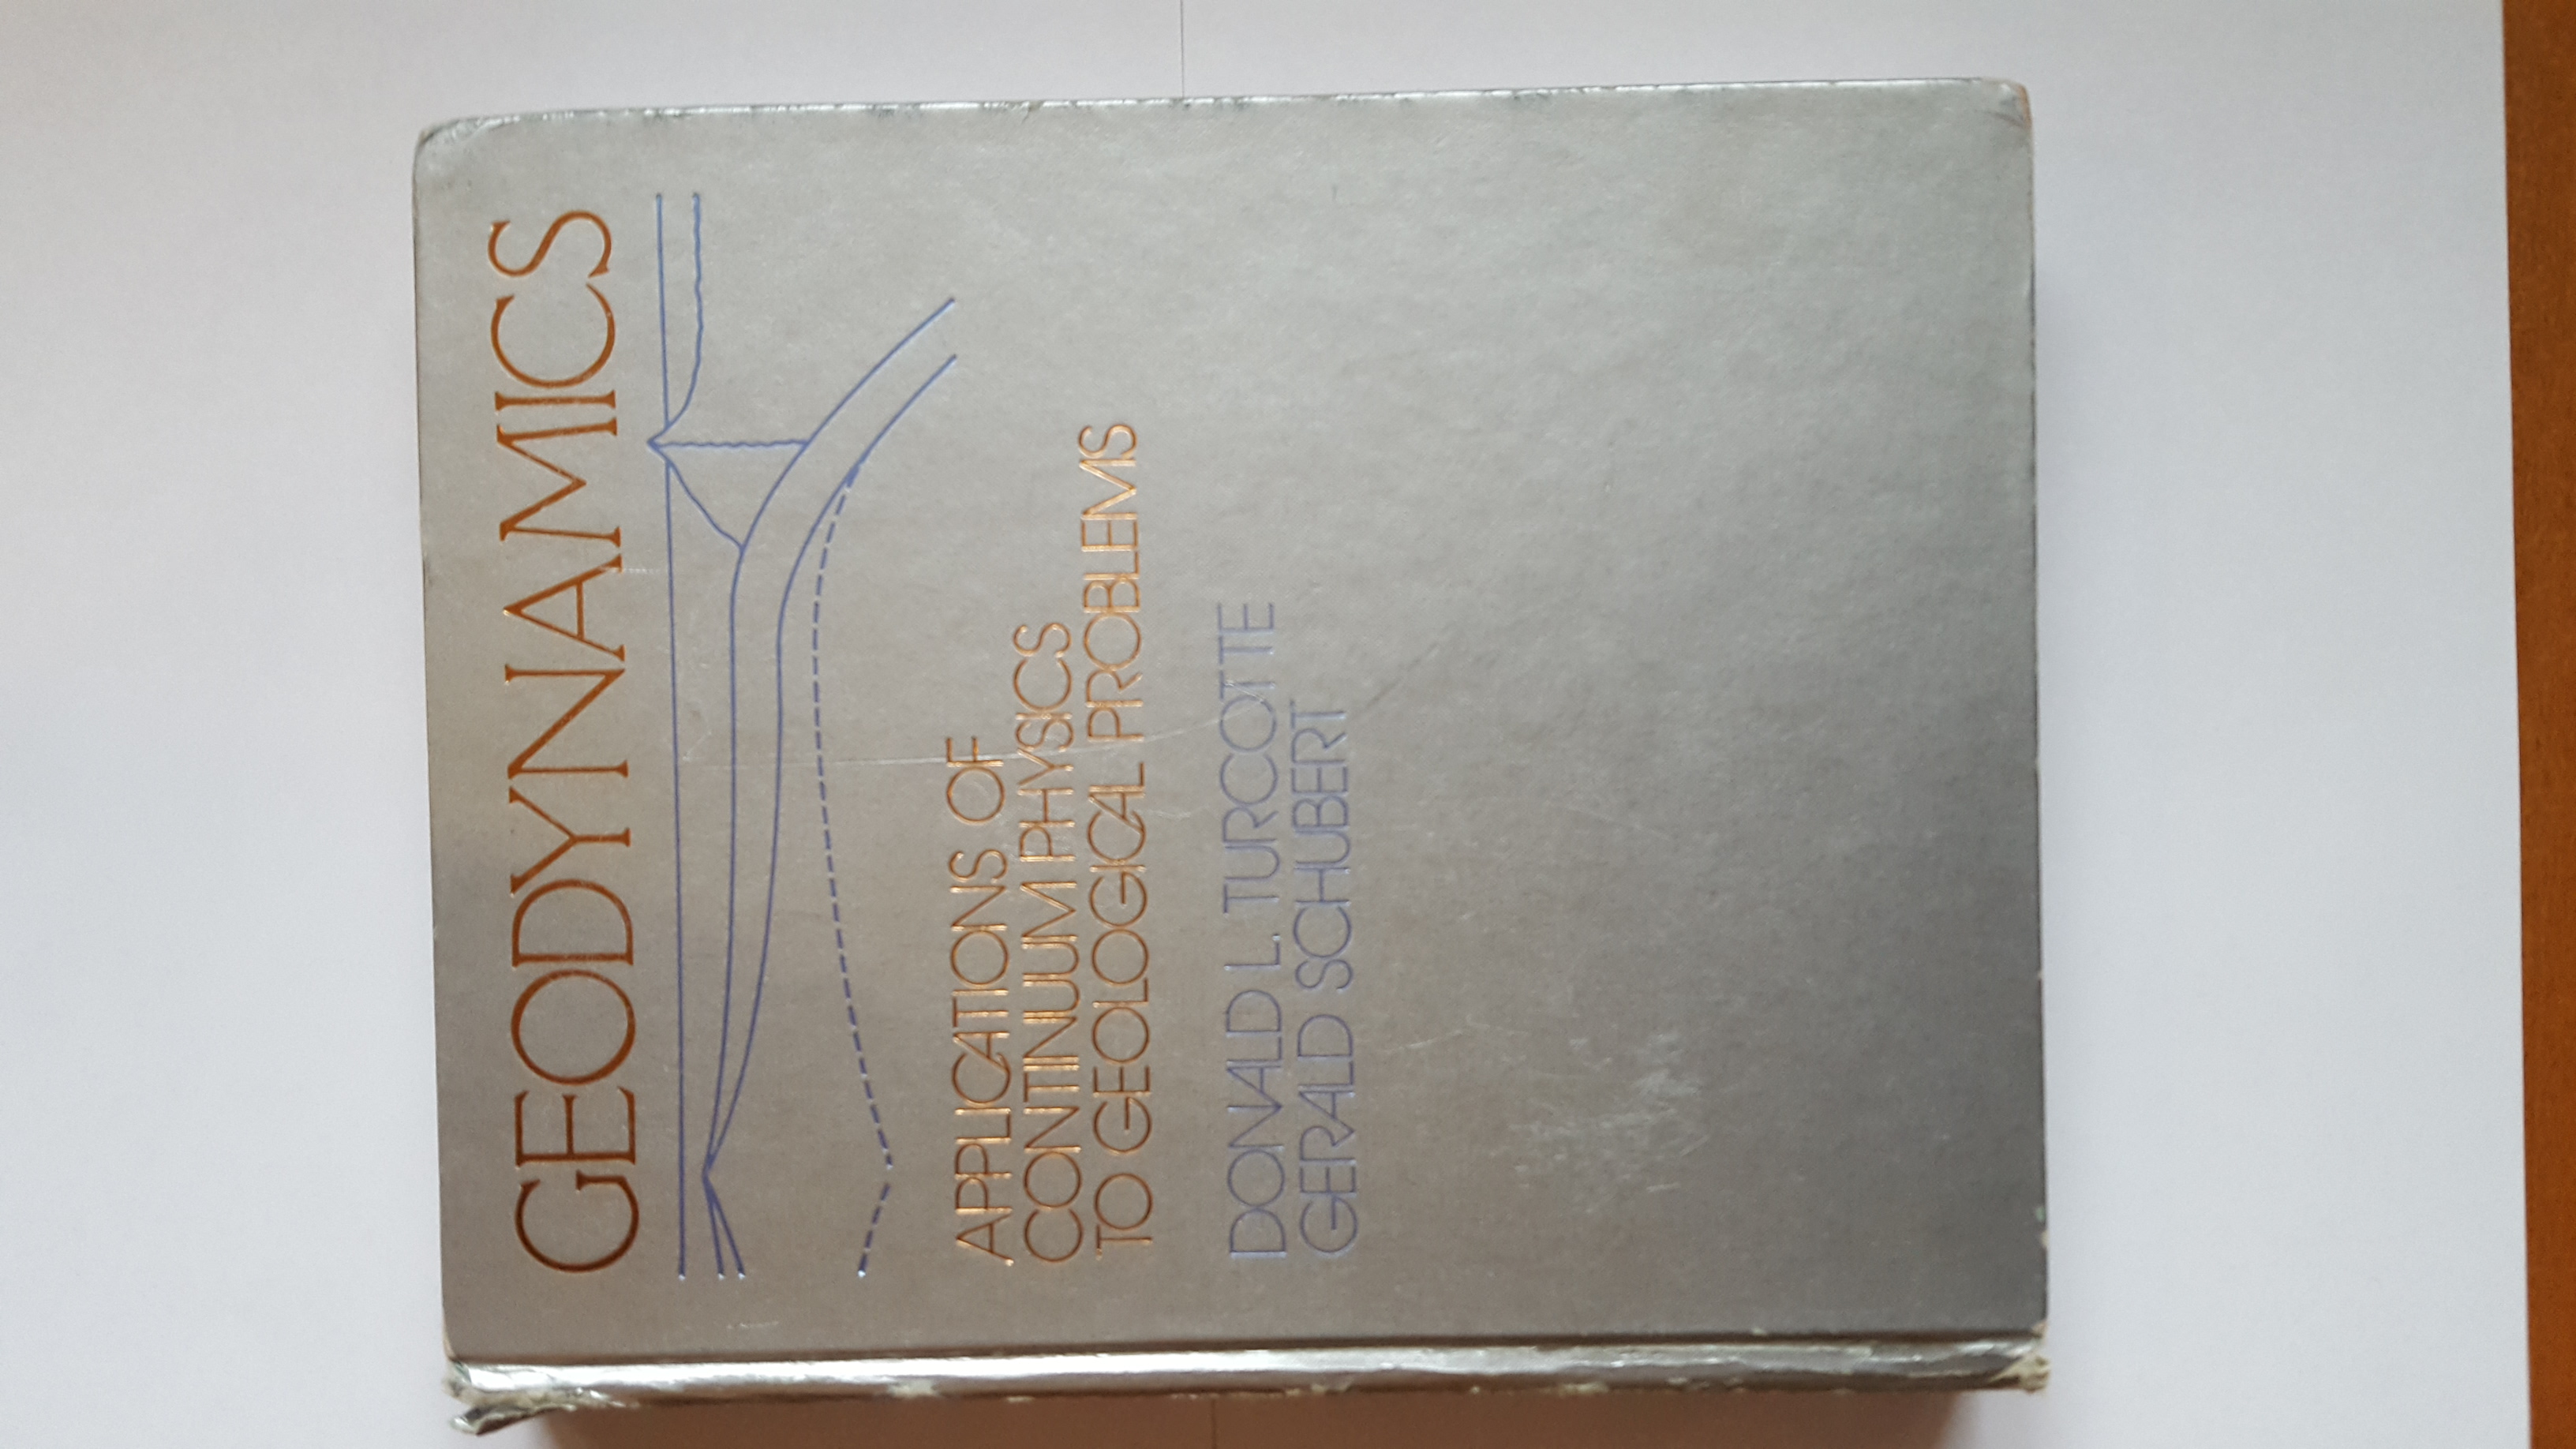 GEODYNAMICS
APPLICATIONS OF
CONTINUUM PHYSICS
TO GEOLOGICAL PROBLEMS
DONALD L. TURCOTTE
GERALD SCHUBERT